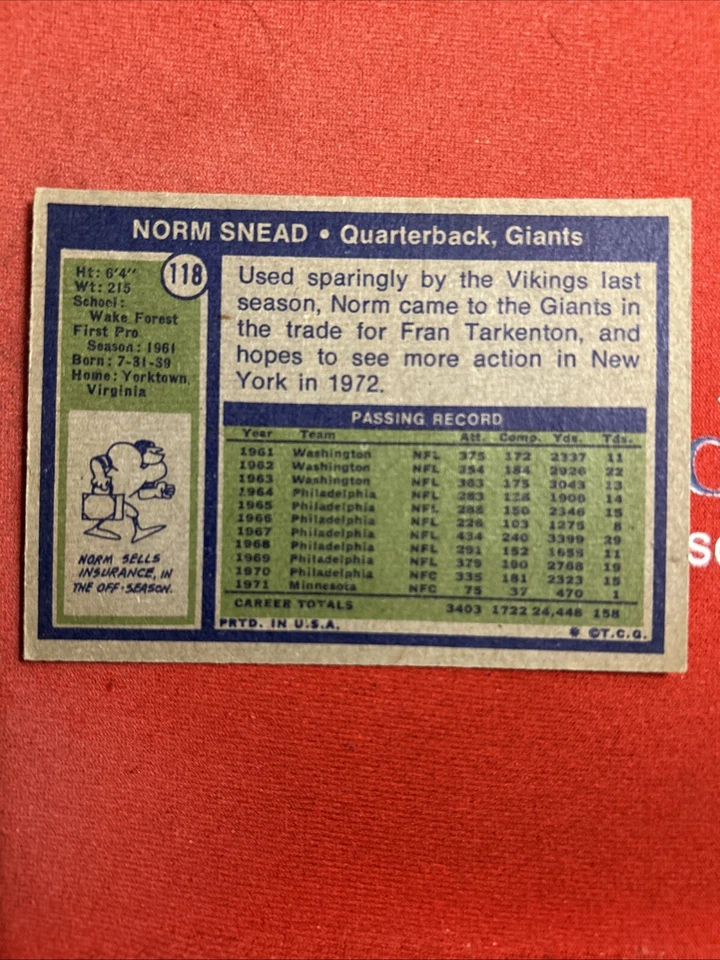 NORM SNEAD • Quarterback, Giants
118
Ht: 6'4"
Wt: 215
School:
Wake Forest
First Pro
Season: 1961
Born: 7-31-39
Home: Yorktown,
Virginia
Used sparingly by the Vikings last
season, Norm came to the Giants in
the trade for Fran Tarkenton, and
hopes to see more action in New
York in 1972.
NORM SELLS
INSURANCE, IN
THE OFF-SEASON.
PASSING RECORD
Year Team Att. Comp. Yds. Tds.
1961 Washington NFL 375 172 2337 11
1962 Washington NFL 354 184 2926 22
1963 Washington NFL 363 175 3043 13
1964 Philadelphia NFL 283 138 1906 14
1965 Philadelphia NFL 288 150 2346 15
1966 Philadelphia NFL 226 103 1275 8
1967 Philadelphia NFL 434 240 3399 29
1968 Philadelphia NFL 291 152 1655 11
1969 Philadelphia NFL 379 190 2768 19
1970 Philadelphia NFC 335 181 2323 15
1971 Minnesota NFC 75 37 470 1
CAREER TOTALS 3403 1722 24,448 158
PRTD. IN U.S.A.
© T.C.G.